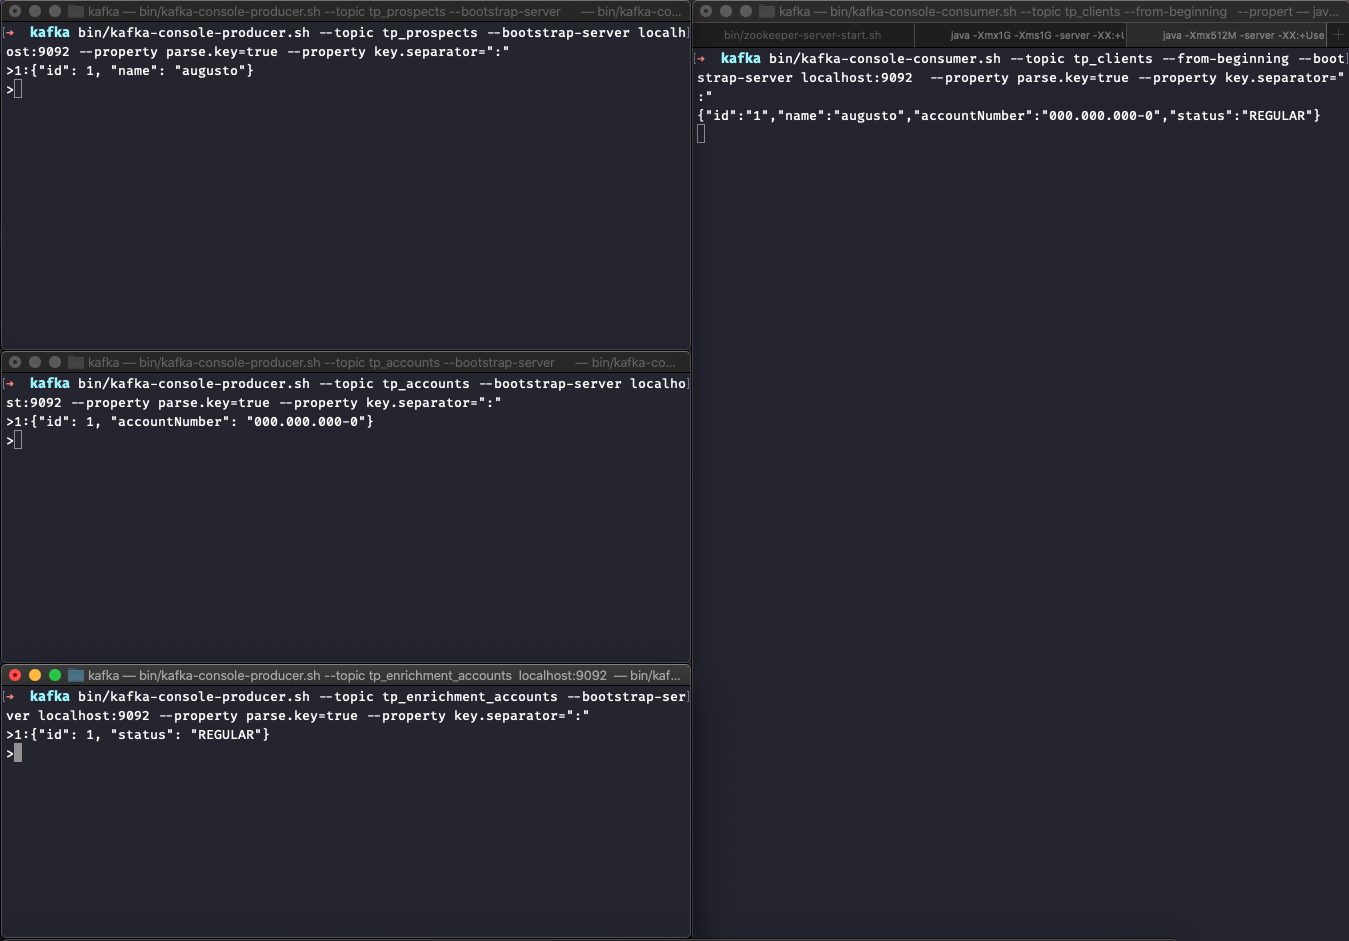 kafka — bin/kafka-console-producer.sh --topic tp_prospects --bootstrap-server — bin/kafka-co...
[➜ kafka bin/kafka-console-producer.sh --topic tp_prospects --bootstrap-server localh]
ost:9092 --property parse.key=true --property key.separator=":"
>1:{"id": 1, "name": "augusto"}
>
kafka — bin/kafka-console-producer.sh --topic tp_accounts --bootstrap-server — bin/kafka-co...
[➜ kafka bin/kafka-console-producer.sh --topic tp_accounts --bootstrap-server localho]
st:9092 --property parse.key=true --property key.separator=":"
>1:{"id": 1, "accountNumber": "000.000.000-0"}
>
kafka — bin/kafka-console-producer.sh --topic tp_enrichment_accounts localhost:9092 — bin/kaf...
[➜ kafka bin/kafka-console-producer.sh --topic tp_enrichment_accounts --bootstrap-ser]
ver localhost:9092 --property parse.key=true --property key.separator=":"
>1:{"id": 1, "status": "REGULAR"}
>
kafka — bin/kafka-console-consumer.sh --topic tp_clients --from-beginning --propert — jav...
bin/zookeeper-server-start.sh java -Xmx1G -Xms1G -server -XX:+U java -Xmx512M -server -XX:+Use +
[➜ kafka bin/kafka-console-consumer.sh --topic tp_clients --from-beginning --boot]
strap-server localhost:9092 --property parse.key=true --property key.separator="
:"
{"id":"1","name":"augusto","accountNumber":"000.000.000-0","status":"REGULAR"}